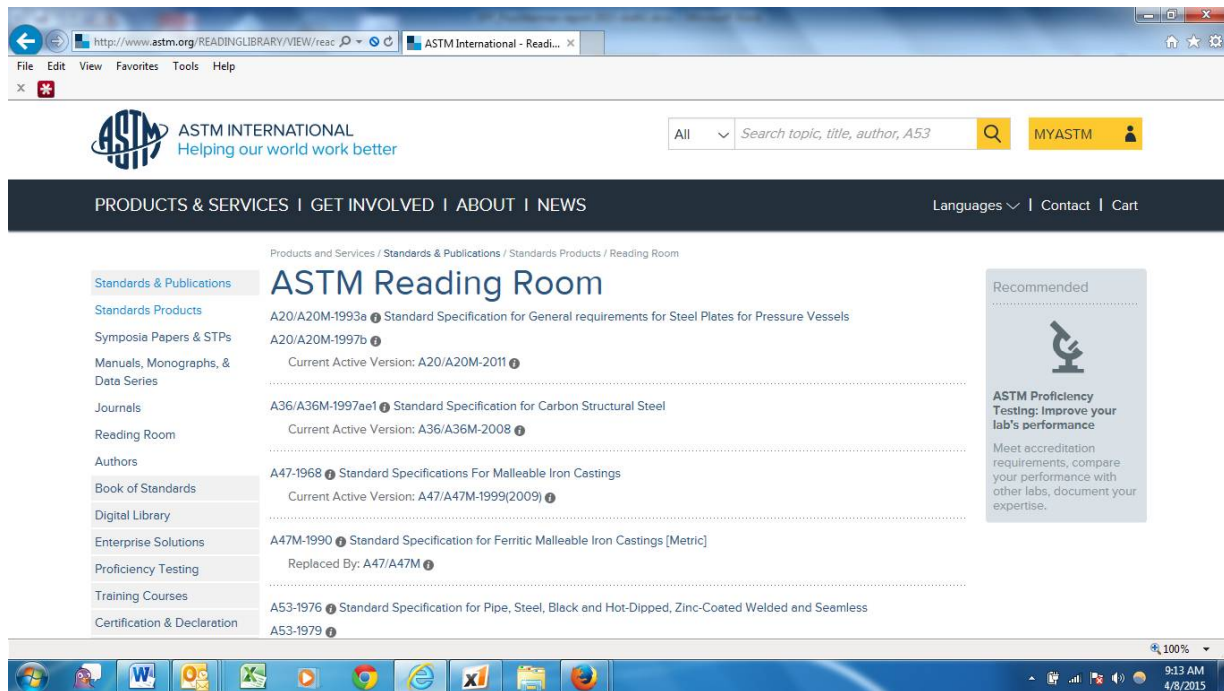 http://www.astm.org/READINGLIBRARY/VIEW/reac
ASTM International - Readi...
File Edit View Favorites Tools Help
ASTM INTERNATIONAL
Helping our world work better
All
Search topic, title, author, A53
MYASTM
PRODUCTS & SERVICES | GET INVOLVED | ABOUT | NEWS
Languages | Contact | Cart
Products and Services / Standards & Publications / Standards Products / Reading Room
Standards & Publications
Standards Products
Symposia Papers & STPs
Manuals, Monographs, &
Data Series
Journals
Reading Room
Authors
Book of Standards
Digital Library
Enterprise Solutions
Proficiency Testing
Training Courses
Certification & Declaration
ASTM Reading Room
A20/A20M-1993a Standard Specification for General requirements for Steel Plates for Pressure Vessels
A20/A20M-1997b
Current Active Version: A20/A20M-2011
A36/A36M-1997ae1 Standard Specification for Carbon Structural Steel
Current Active Version: A36/A36M-2008
A47-1968 Standard Specifications For Malleable Iron Castings
Current Active Version: A47/A47M-1999(2009)
A47M-1990 Standard Specification for Ferritic Malleable Iron Castings [Metric]
Replaced By: A47/A47M
A53-1976 Standard Specification for Pipe, Steel, Black and Hot-Dipped, Zinc-Coated Welded and Seamless
A53-1979
Recommended
ASTM Proficiency
Testing: Improve your
lab's performance
Meet accreditation
requirements, compare
your performance with
other labs, document your
expertise.
100%
9:13 AM
4/8/2015